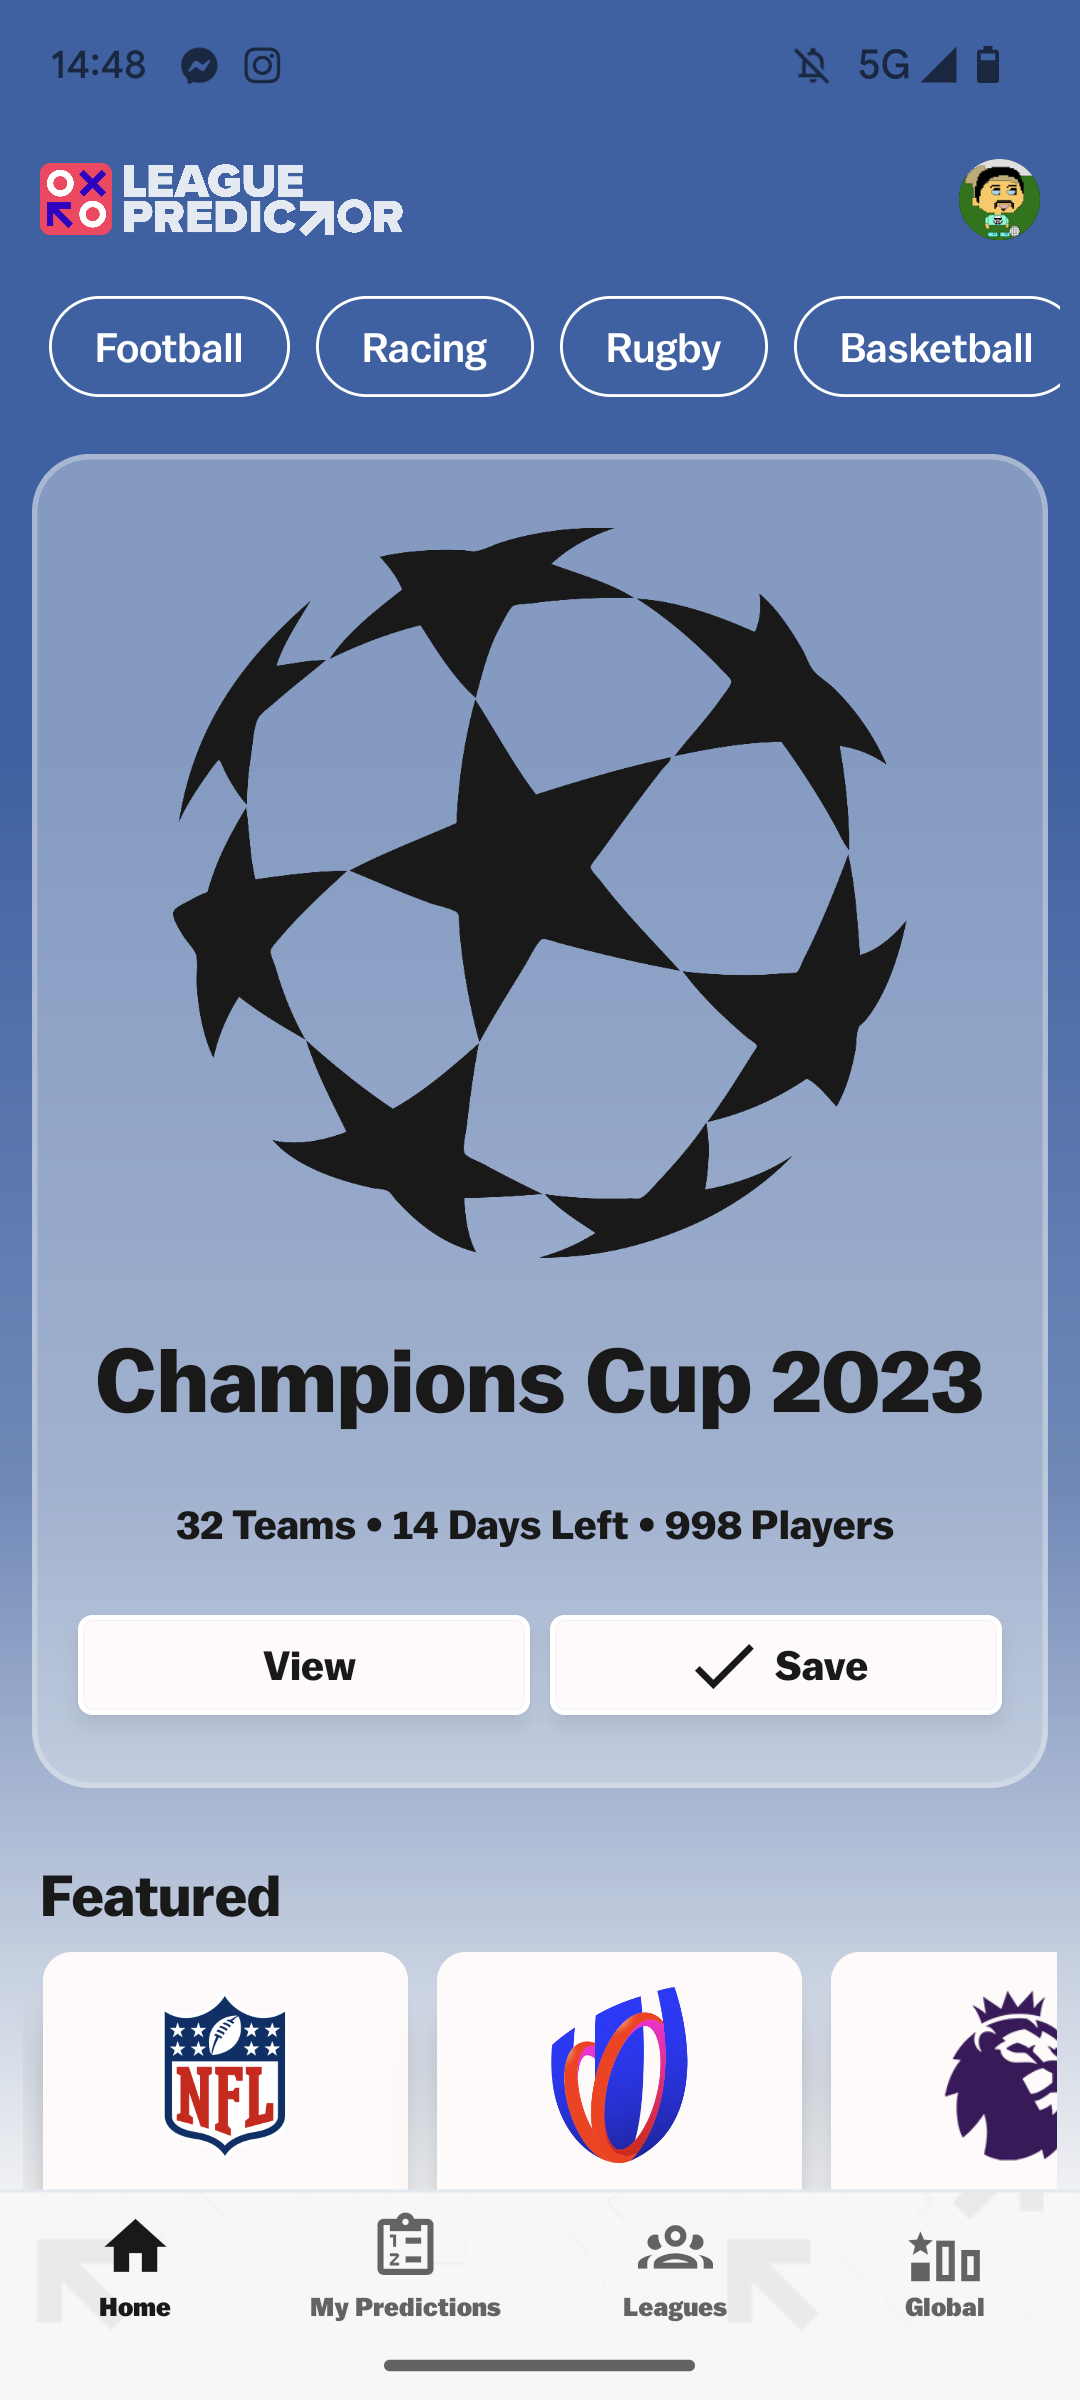 14:48
5G
LEAGUE
PREDICTOR
Football
Racing
Rugby
Basketball
Champions Cup 2023
32 Teams • 14 Days Left • 998 Players
View
Save
Featured
NFL
Home
My Predictions
Leagues
Global